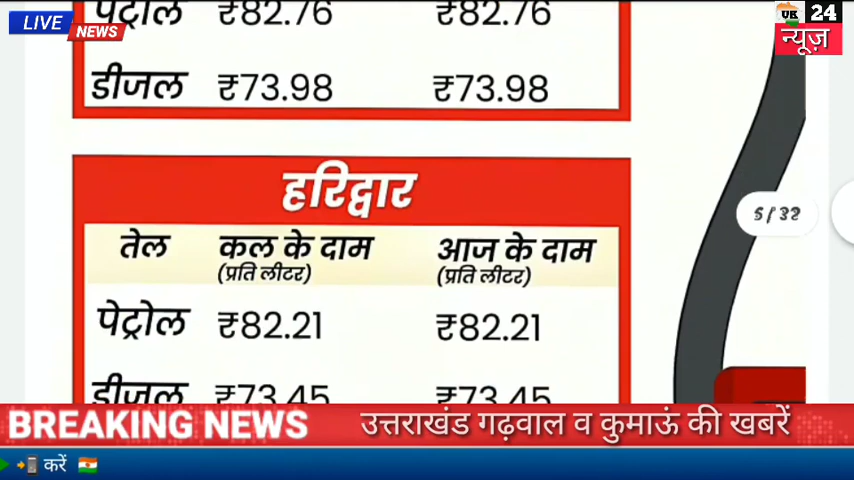 LIVE
NEWS
UK 24
न्यूज़
पेट्रोल ₹82.76 ₹82.76
डीजल ₹73.98 ₹73.98
हरिद्वार
तेल कल के दाम आज के दाम
(प्रति लीटर) (प्रति लीटर)
5/32
पेट्रोल ₹82.21 ₹82.21
डीजल ₹73.45 ₹73.45
BREAKING NEWS उत्तराखंड गढ़वाल व कुमाऊं की खबरें
करें